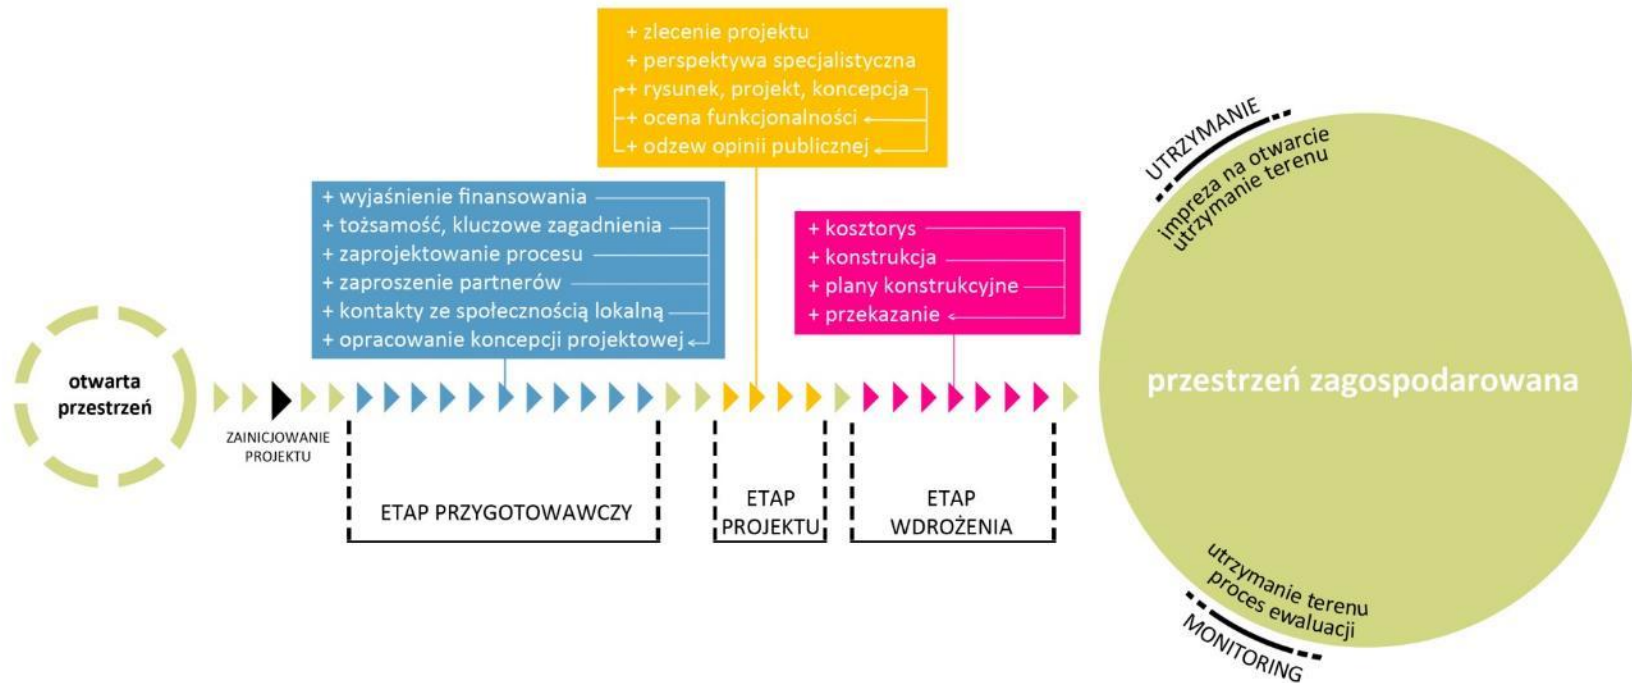 + zlecenie projektu
+ perspektywa specjalistyczna
+ rysunek, projekt, koncepcja
+ ocena funkcjonalności
+ odzew opinii publicznej
+ wyjaśnienie finansowania
+ tożsamość, kluczowe zagadnienia
+ zaprojektowanie procesu
+ zaproszenie partnerów
+ kontakty ze społecznością lokalną
+ opracowanie koncepcji projektowej
+ kosztorys
+ konstrukcja
+ plany konstrukcyjne
+ przekazanie
otwarta
przestrzeń
ZAINICJOWANIE
PROJEKTU
ETAP PRZYGOTOWAWCZY
ETAP
PROJEKTU
ETAP
WDROŻENIA
UTRZYMANIE
impreza na otwarcie
utrzymanie terenu
przestrzeń zagospodarowana
utrzymanie terenu
proces ewaluacji
MONITORING